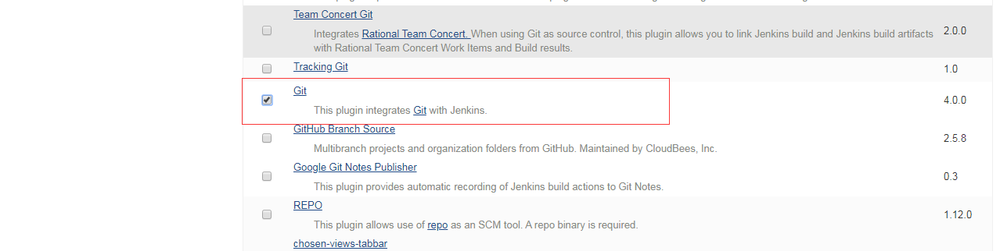 Team Concert Git
Integrates Rational Team Concert. When using Git as source control, this plugin allows you to link Jenkins build and Jenkins build artifacts
with Rational Team Concert Work Items and Build results.
2.0.0
Tracking Git
1.0
Git
This plugin integrates Git with Jenkins.
4.0.0
GitHub Branch Source
Multibranch projects and organization folders from GitHub. Maintained by CloudBees, Inc.
2.5.8
Google Git Notes Publisher
This plugin provides automatic recording of Jenkins build actions to Git Notes.
0.3
REPO
This plugin allows use of repo as an SCM tool. A repo binary is required.
1.12.0
chosen-views-tabbar